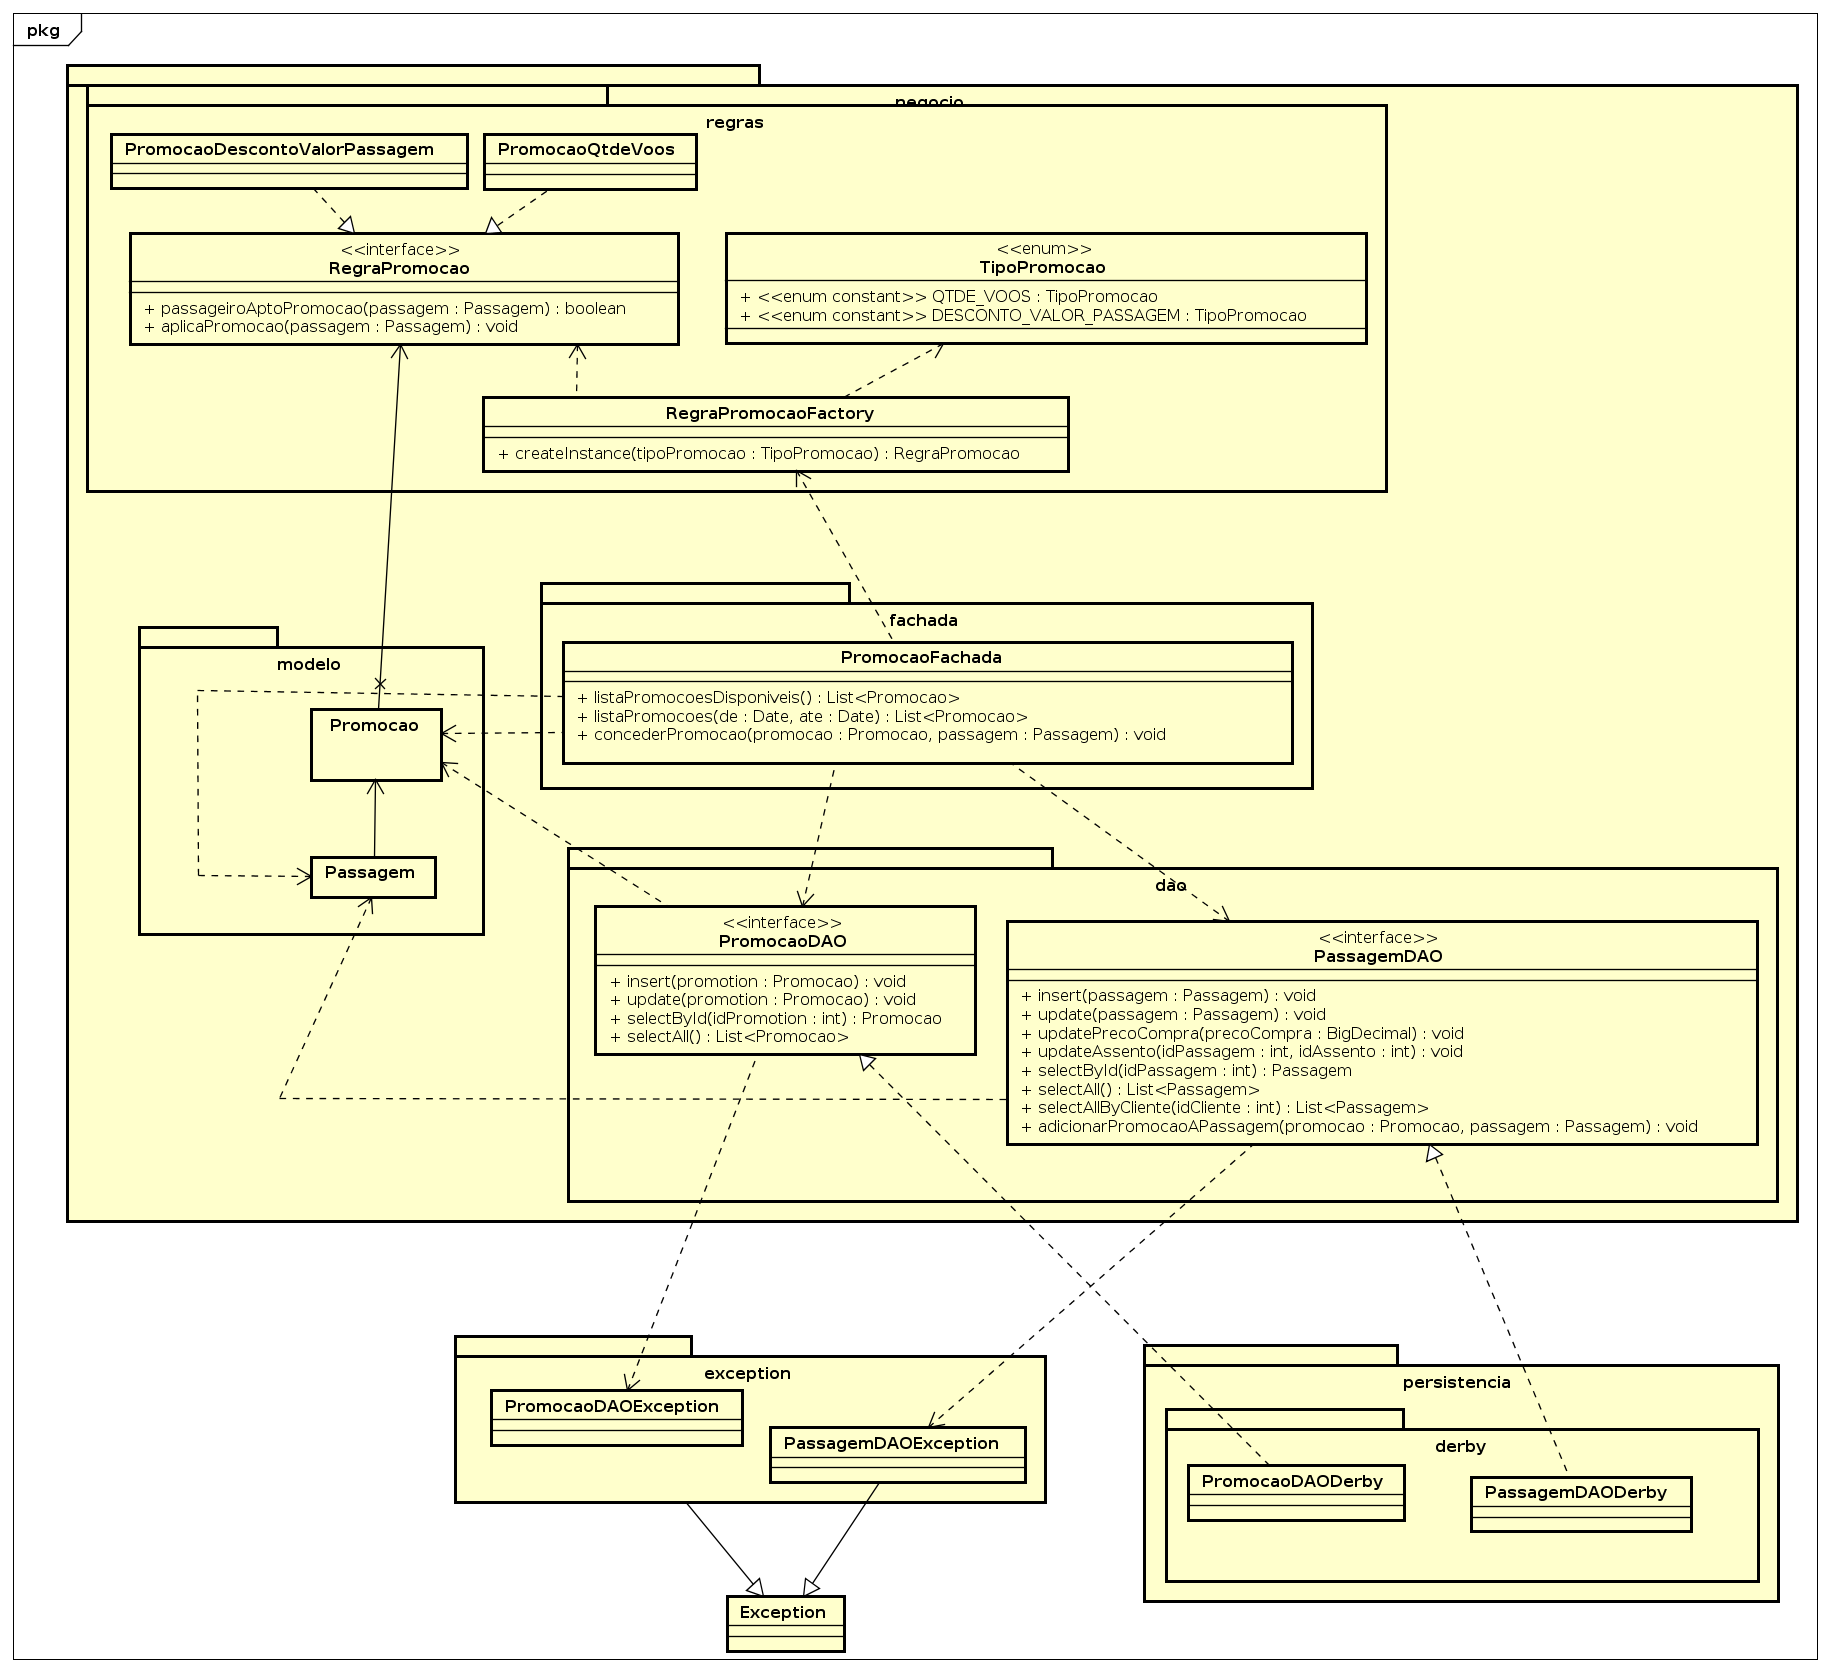 pkg
negocio
regras
PromocaoDescontoValorPassagem
PromocaoQtdeVoos
<<interface>>
RegraPromocao
+ passageiroAptoPromocao(passagem : Passagem) : boolean
+ aplicaPromocao(passagem : Passagem) : void
<<enum>>
TipoPromocao
+ <<enum constant>> QTDE_VOOS : TipoPromocao
+ <<enum constant>> DESCONTO_VALOR_PASSAGEM : TipoPromocao
RegraPromocaoFactory
+ createInstance(tipoPromocao : TipoPromocao) : RegraPromocao
fachada
PromocaoFachada
+ listaPromocoesDisponiveis() : List<Promocao>
+ listaPromocoes(de : Date, ate : Date) : List<Promocao>
+ concederPromocao(promocao : Promocao, passagem : Passagem) : void
modelo
Promocao
Passagem
dao
<<interface>>
PromocaoDAO
+ insert(promotion : Promocao) : void
+ update(promotion : Promocao) : void
+ selectById(idPromotion : int) : Promocao
+ selectAll() : List<Promocao>
<<interface>>
PassagemDAO
+ insert(passagem : Passagem) : void
+ update(passagem : Passagem) : void
+ updatePrecoCompra(precoCompra : BigDecimal) : void
+ updateAssento(idPassagem : int, idAssento : int) : void
+ selectById(idPassagem : int) : Passagem
+ selectAll() : List<Passagem>
+ selectAllByCliente(idCliente : int) : List<Passagem>
+ adicionarPromocaoAPassagem(promocao : Promocao, passagem : Passagem) : void
exception
PromocaoDAOException
PassagemDAOException
persistencia
derby
PromocaoDAODerby
PassagemDAODerby
Exception